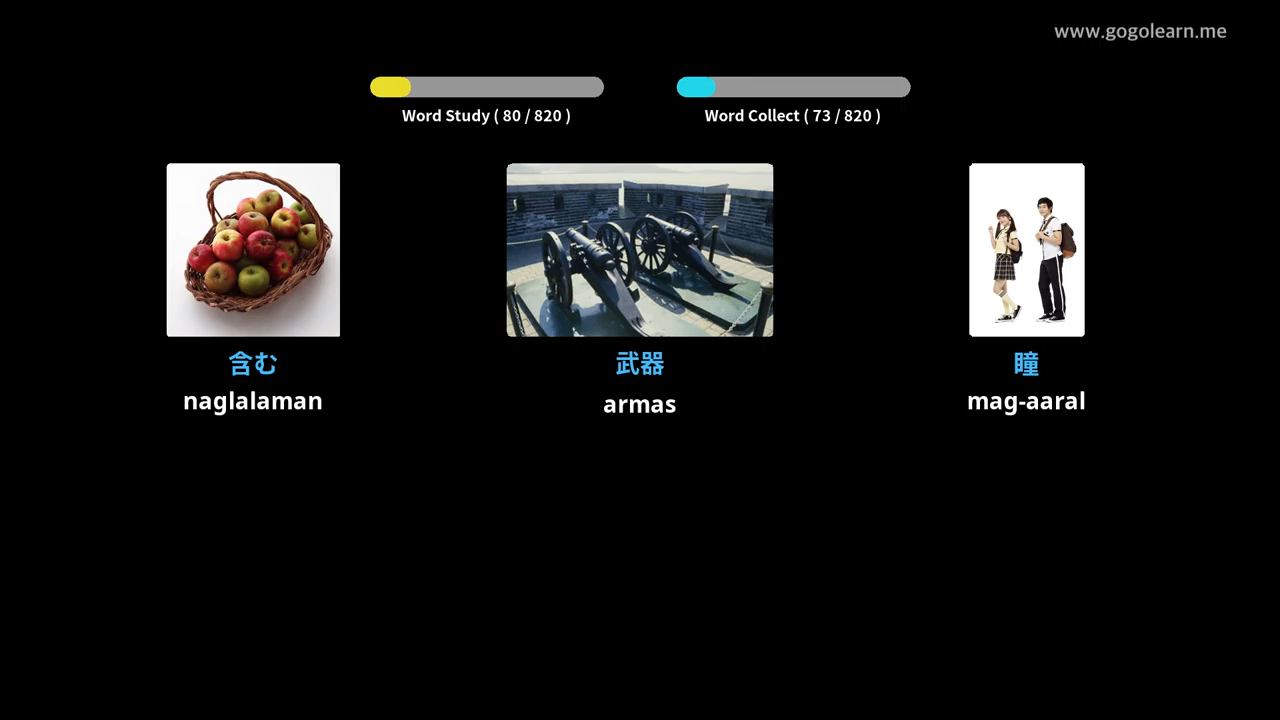 www.gogolearn.me
Word Study ( 80 / 820 )
Word Collect ( 73 / 820 )
含む
naglalaman
武器
armas
瞳
mag-aaral